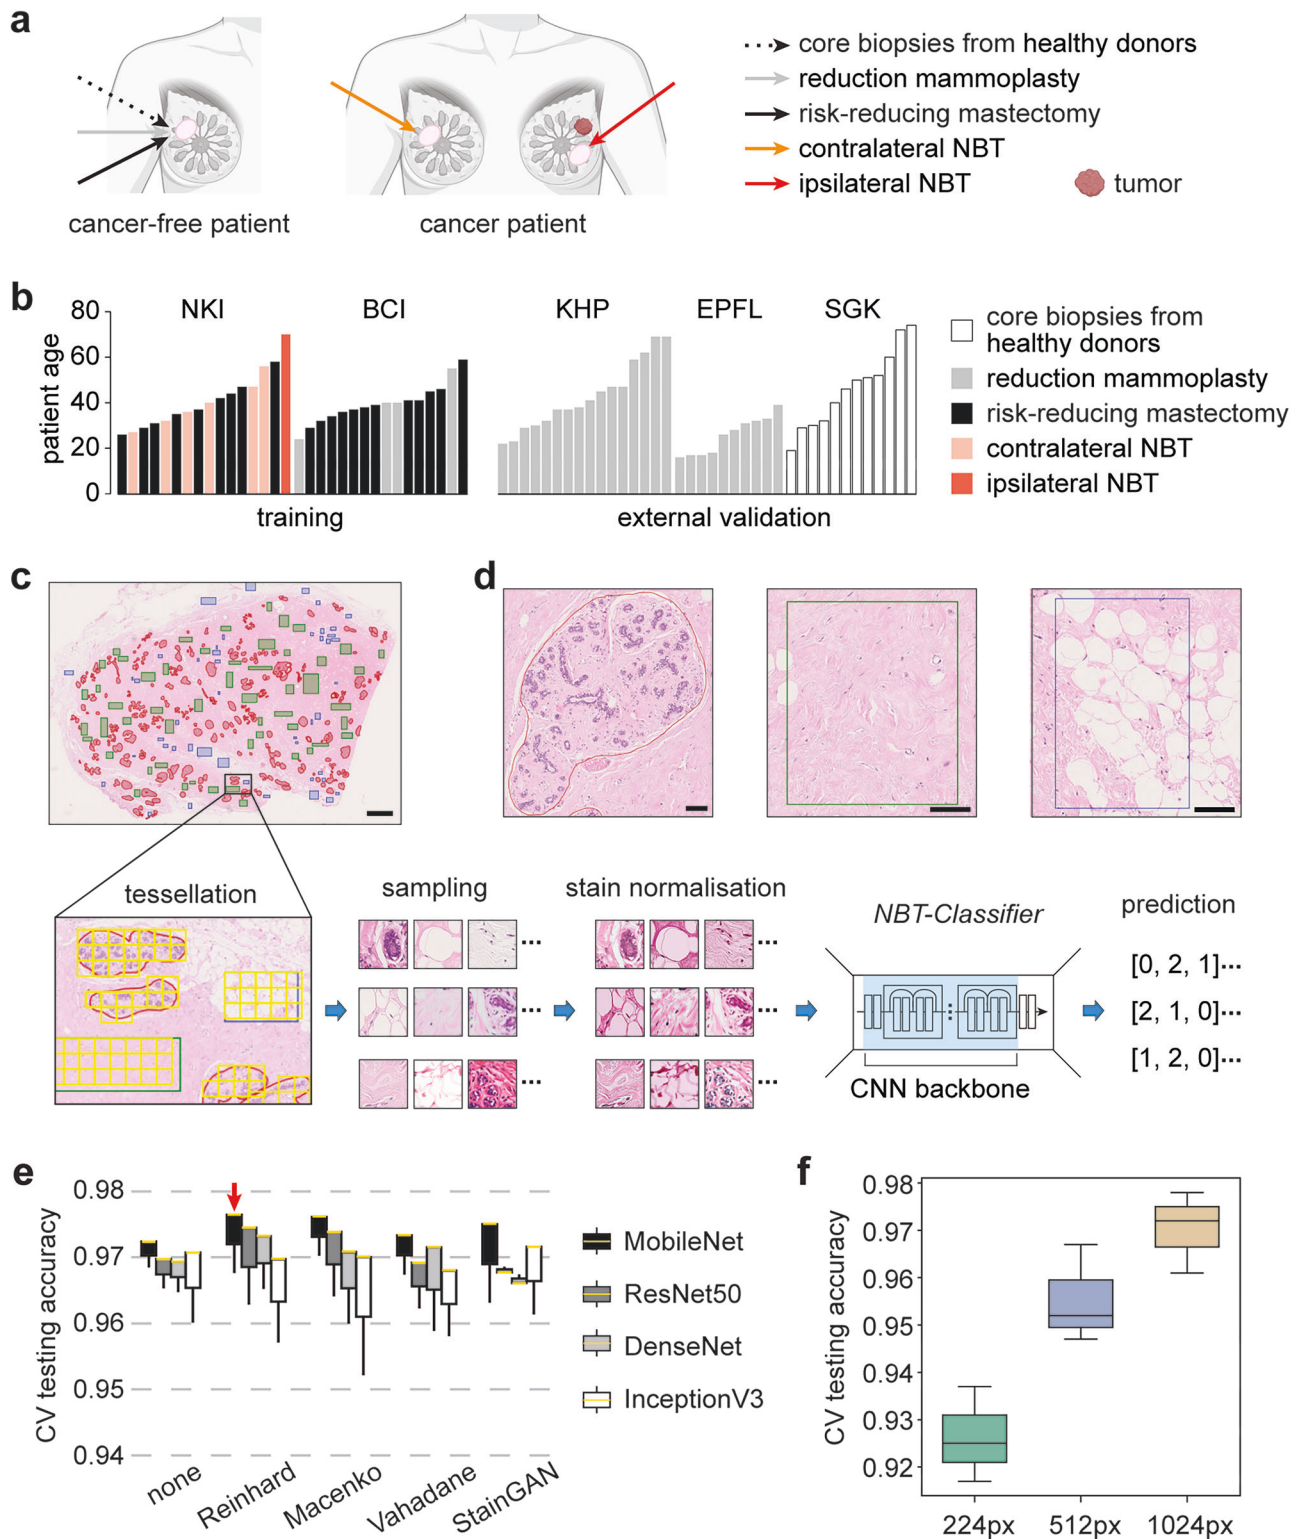 a
core biopsies from healthy donors
reduction mammoplasty
risk-reducing mastectomy
contralateral NBT
ipsilateral NBT
tumor
cancer-free patient
cancer patient
b
patient age
80
60
40
20
0
NKI
BCI
KHP
EPFL
SGK
training
external validation
core biopsies from
healthy donors
reduction mammoplasty
risk-reducing mastectomy
contralateral NBT
ipsilateral NBT
c
d
tessellation
sampling
stain normalisation
NBT-Classifier
prediction
...
...
...
...
...
...
[0, 2, 1]...
[2, 1, 0]...
[1, 2, 0]...
CNN backbone
e
CV testing accuracy
0.98
0.97
0.96
0.95
0.94
none
Reinhard
Macenko
Vahadane
StainGAN
MobileNet
ResNet50
DenseNet
InceptionV3
f
CV testing accuracy
0.98
0.97
0.96
0.95
0.94
0.93
0.92
224px
512px
1024px